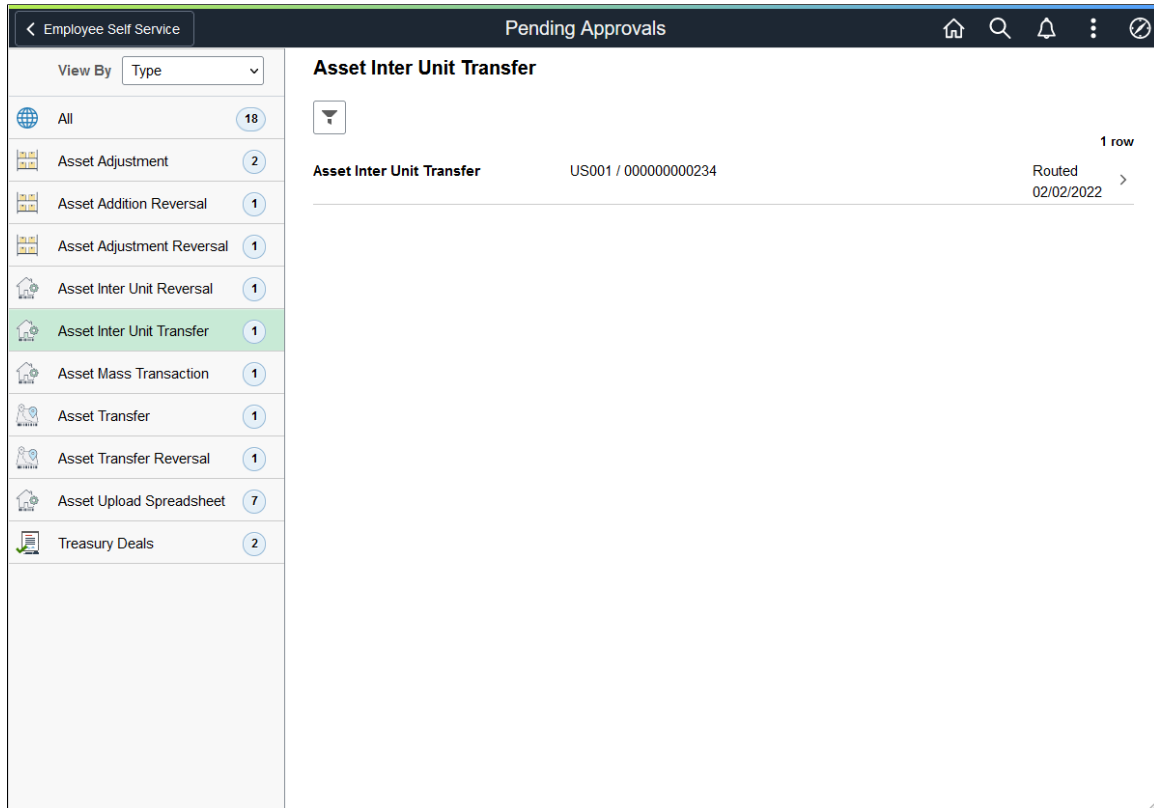 Employee Self Service
Pending Approvals
View By Type
All 18
Asset Adjustment 2
Asset Addition Reversal 1
Asset Adjustment Reversal 1
Asset Inter Unit Reversal 1
Asset Inter Unit Transfer 1
Asset Mass Transaction 1
Asset Transfer 1
Asset Transfer Reversal 1
Asset Upload Spreadsheet 7
Treasury Deals 2
Asset Inter Unit Transfer
1 row
Asset Inter Unit Transfer US001 / 000000000234 Routed
02/02/2022